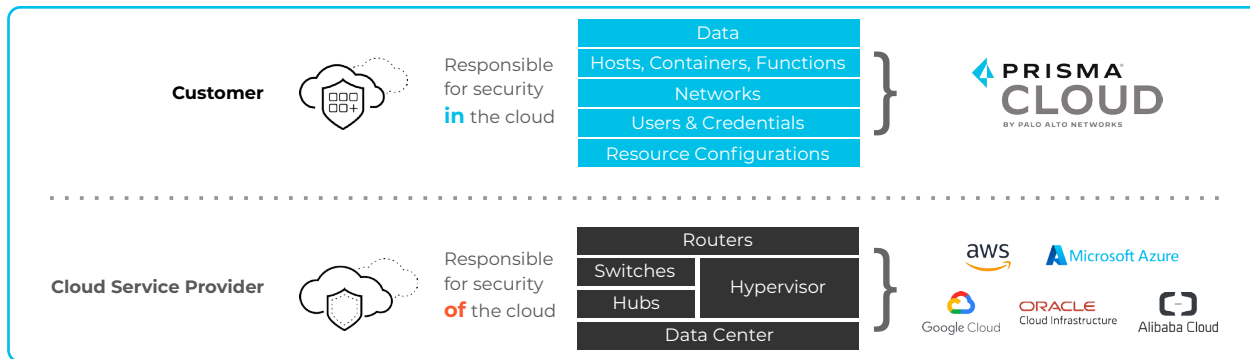 Customer
Responsible
for security
in the cloud
Data
Hosts, Containers, Functions
Networks
Users & Credentials
Resource Configurations
PRISMA
CLOUD
BY PALO ALTO NETWORKS
Cloud Service Provider
Responsible
for security
of the cloud
Routers
Switches
Hubs
Hypervisor
Data Center
aws
Microsoft Azure
Google Cloud
ORACLE
Cloud Infrastructure
Alibaba Cloud